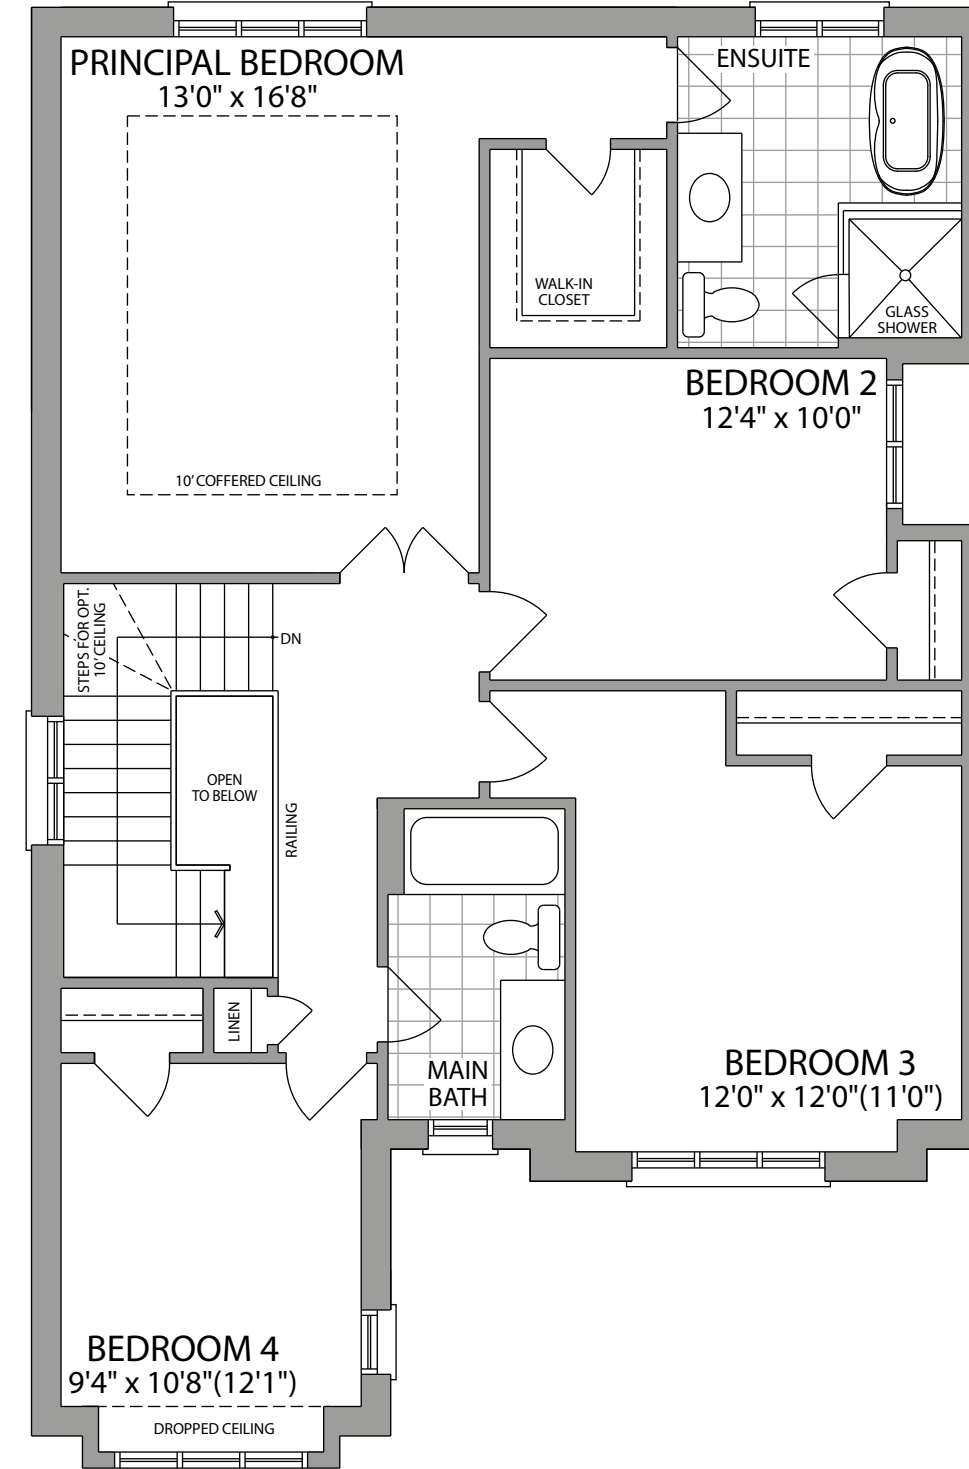 PRINCIPAL BEDROOM
13'0" x 16'8"
ENSUITE
WALK-IN
CLOSET
GLASS
SHOWER
BEDROOM 2
12'4" x 10'0"
10' COFFERED CEILING
STEPS FOR OPT.
10' CEILING
DN
OPEN
TO BELOW
RAILING
LINEN
MAIN
BATH
BEDROOM 3
12'0" x 12'0"(11'0")
BEDROOM 4
9'4" x 10'8"(12'1")
DROPPED CEILING